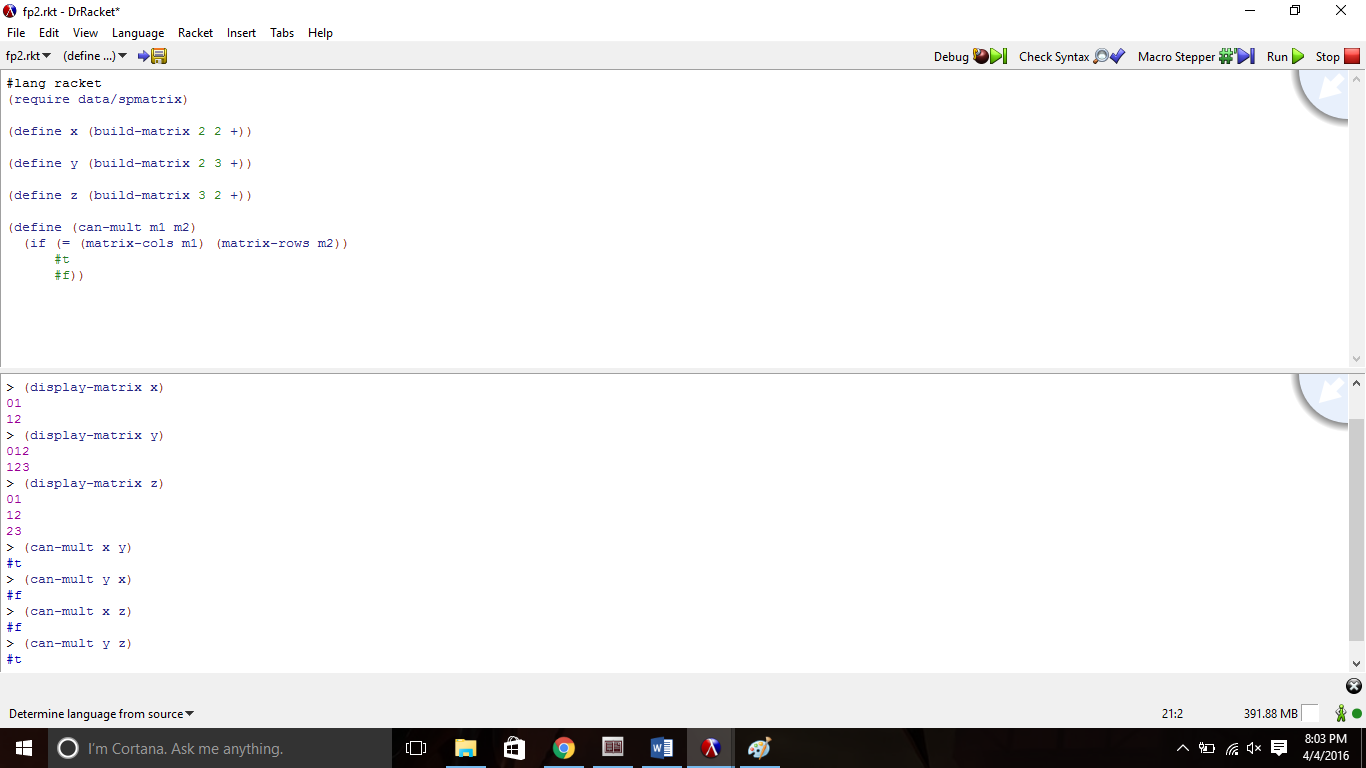 fp2.rkt - DrRacket*
File Edit View Language Racket Insert Tabs Help
fp2.rkt (define ...) Debug Check Syntax Macro Stepper Run Stop
#lang racket
(require data/spmatrix)
(define x (build-matrix 2 2 +))
(define y (build-matrix 2 3 +))
(define z (build-matrix 3 2 +))
(define (can-mult m1 m2)
(if (= (matrix-cols m1) (matrix-rows m2))
#t
#f))
> (display-matrix x)
01
12
> (display-matrix y)
012
123
> (display-matrix z)
01
12
23
> (can-mult x y)
#t
> (can-mult y x)
#f
> (can-mult x z)
#f
> (can-mult y z)
#t
Determine language from source 21:2 391.88 MB
I'm Cortana. Ask me anything. 8:03 PM
4/4/2016